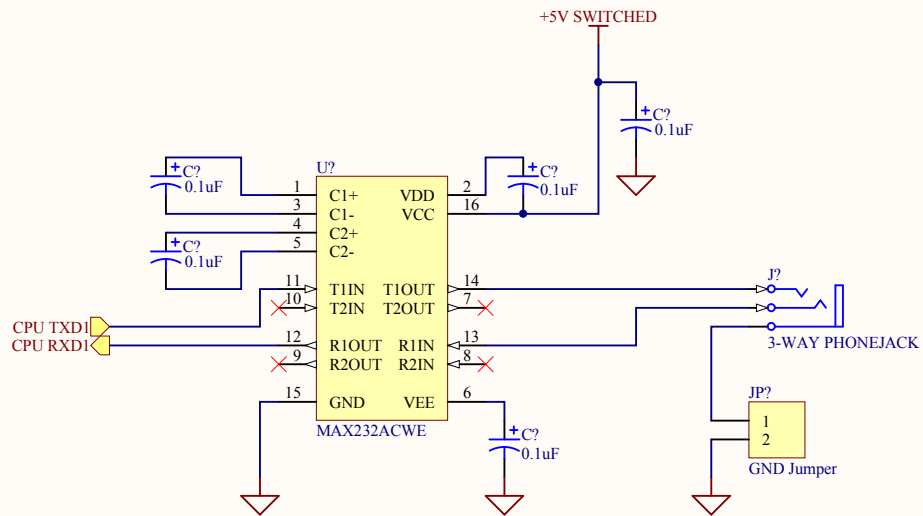 +5V SWITCHED
+ C?
0.1uF
+ C?
0.1uF
+ C?
0.1uF
+ C?
0.1uF
U?
1 C1+ VDD 2
3 C1- VCC 16
4 C2+
5 C2-
11 T1IN T1OUT 14
10 T2IN T2OUT 7
12 R1OUT R1IN 13
9 R2OUT R2IN 8
15 GND VEE 6
MAX232ACWE
CPU TXD1
CPU RXD1
J?
3-WAY PHONEJACK
+ C?
0.1uF
JP?
1
2
GND Jumper